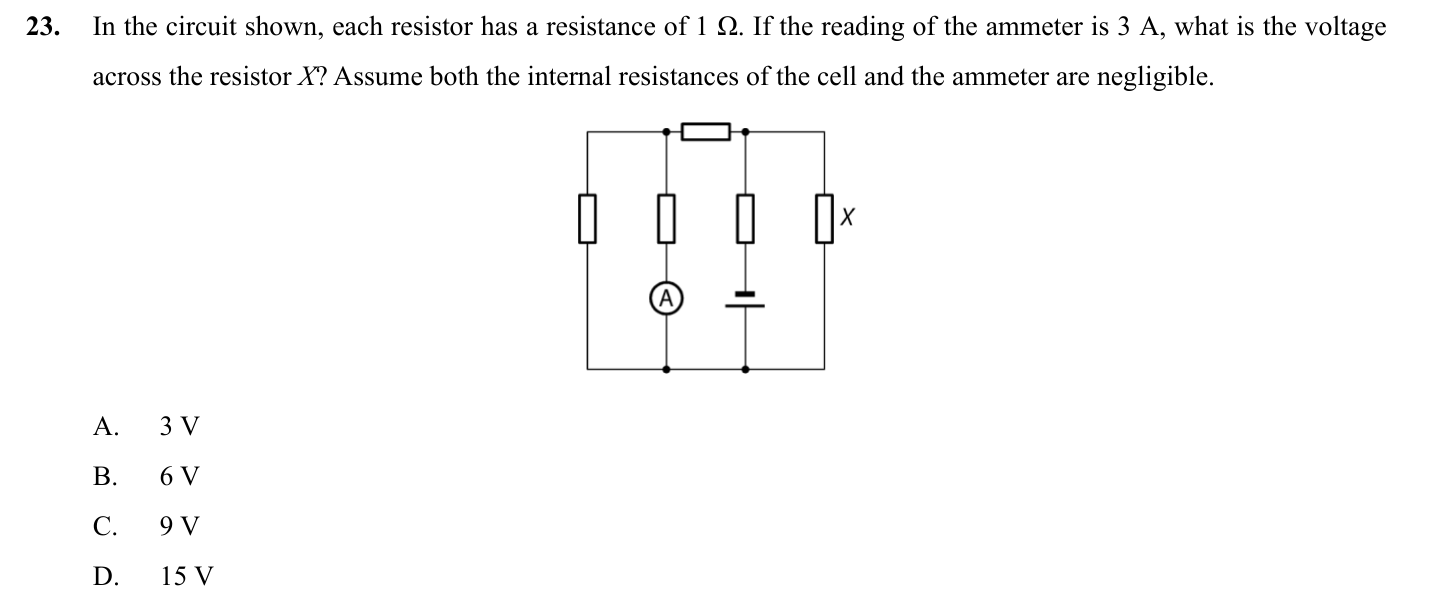 23. In the circuit shown, each resistor has a resistance of 1 Ω. If the reading of the ammeter is 3 A, what is the voltage
across the resistor X? Assume both the internal resistances of the cell and the ammeter are negligible.
X
A
A. 3 V
B. 6 V
C. 9 V
D. 15 V